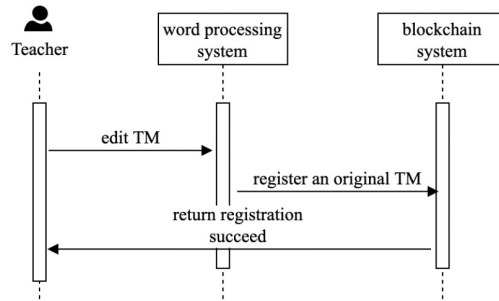 Teacher
word processing
system
blockchain
system
edit TM
register an original TM
return registration
succeed